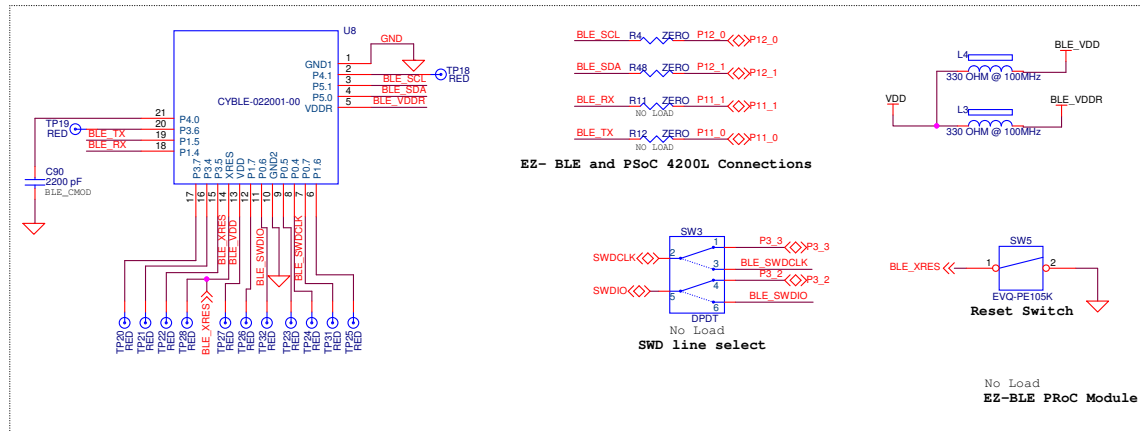 U8
GND
GND1
1
P4.1
2
TP18
RED
P5.1
3
BLE_SCL
P5.0
4
BLE_SDA
VDDR
5
BLE_VDDR
CYBLE-022001-00
21
P4.0
TP19
RED
20
P3.6
BLE_TX
19
P1.5
BLE_RX
18
P1.4
C90
2200 pF
BLE_CMOD
P3.7
P3.4
P3.5
XRES
VDD
P1.7
P0.6
GND2
P0.5
P0.4
P0.7
P1.6
17
16
15
14
13
12
11
10
9
8
7
6
BLE_XRES
BLE_VDD
BLE_SWDIO
BLE_SWDCLK
BLE_XRES
TP20
RED
TP21
RED
TP22
RED
TP28
RED
TP27
RED
TP26
RED
TP32
RED
TP23
RED
TP24
RED
TP31
RED
TP25
RED
BLE_SCL R4 ZERO P12_0 P12_0
BLE_SDA R48 ZERO P12_1 P12_1
BLE_RX R11 ZERO P11_1 P11_1
NO LOAD
BLE_TX R12 ZERO P11_0 P11_0
NO LOAD
EZ- BLE and PSoC 4200L Connections
VDD
L4
330 OHM @ 100MHz
BLE_VDD
L3
330 OHM @ 100MHz
BLE_VDDR
SW3
SWDCLK
2
1
P3_3
P3_3
3
BLE_SWDCLK
SWDIO
5
4
P3_2
P3_2
6
BLE_SWDIO
DPDT
No Load
SWD line select
SW5
BLE_XRES
1
2
EVQ-PE105K
Reset Switch
No Load
EZ-BLE PRoC Module